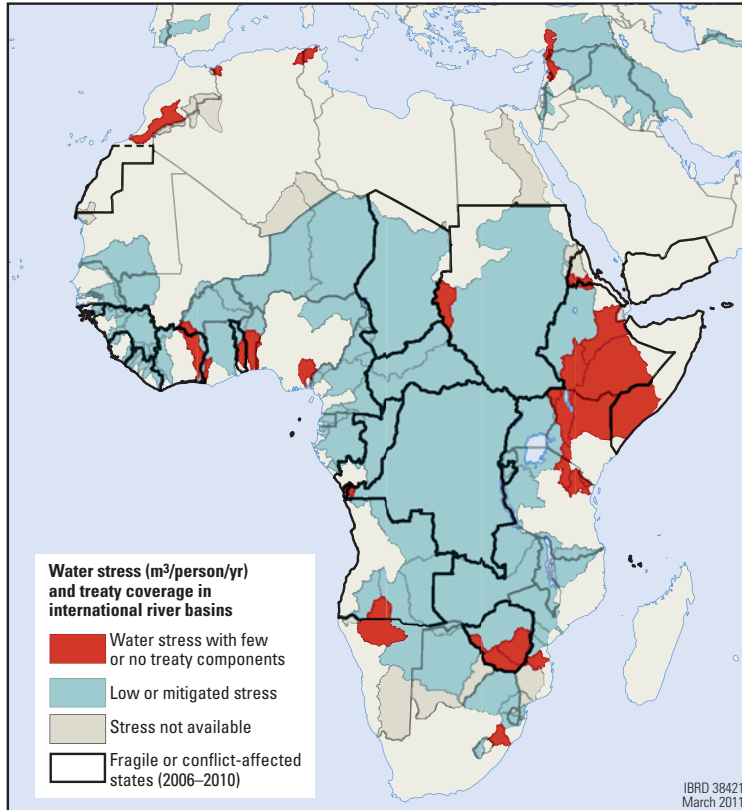 Water stress (m³/person/yr)
and treaty coverage in
international river basins
Water stress with few
or no treaty components
Low or mitigated stress
Stress not available
Fragile or conflict-affected
states (2006–2010)
IBRD 38421
March 2011